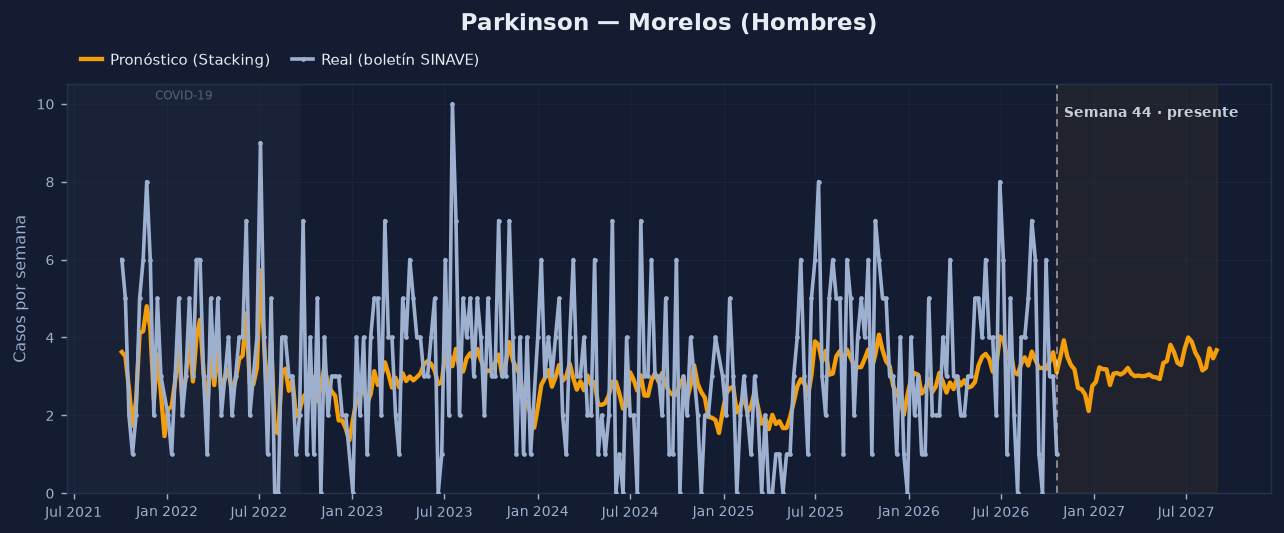 Parkinson — Morelos (Hombres)
Pronóstico (Stacking)
Real (boletín SINAVE)
COVID-19
Semana 44 · presente
Casos por semana
10
8
6
4
2
0
Jul 2021
Jan 2022
Jul 2022
Jan 2023
Jul 2023
Jan 2024
Jul 2024
Jan 2025
Jul 2025
Jan 2026
Jul 2026
Jan 2027
Jul 2027